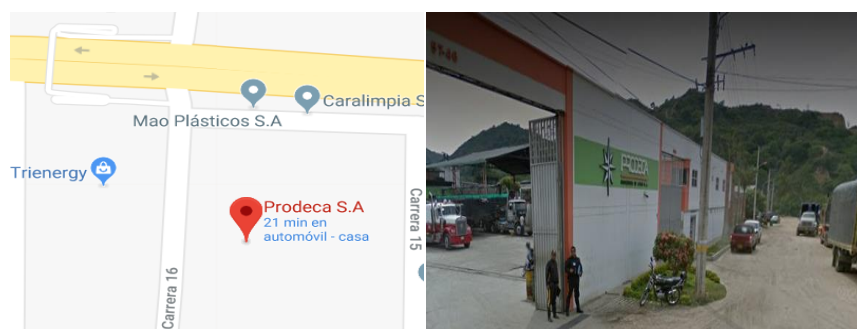 Caralimpia S
Mao Plásticos S.A
Trienergy
Prodeca S.A
21 min en
automóvil - casa
Carrera 15
Carrera 16
PRODECA